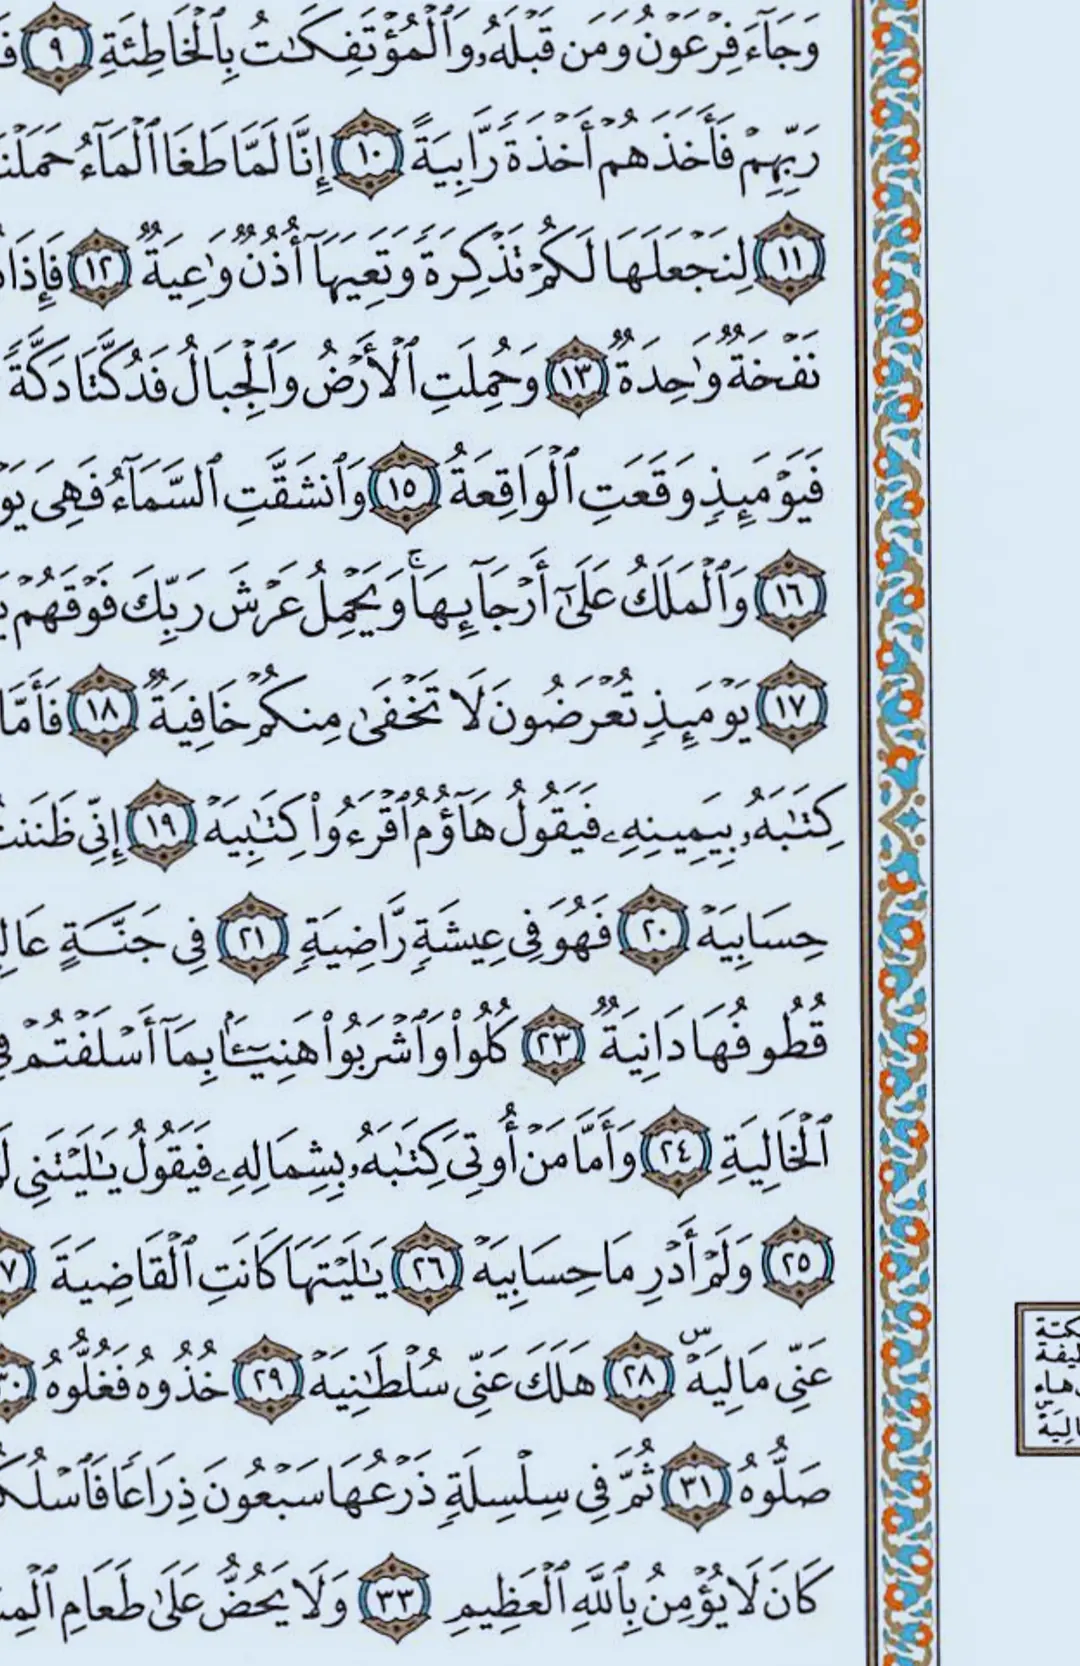 وَجَآءَ فِرْعَوْنُ وَمَن قَبْلَهُۥ وَٱلْمُؤْتَفِكَـٰتُ بِٱلْخَاطِئَةِ ٩
رَبِّهِمْ فَأَخَذَهُمْ أَخْذَةً رَّابِيَةً ١٠ إِنَّا لَمَّا طَغَا ٱلْمَآءُ
١١ لِنَجْعَلَهَا لَكُمْ تَذْكِرَةً وَتَعِيَهَآ أُذُنٌ وَٰعِيَةٌ ١٢
نَفْخَةٌ وَٰحِدَةٌ ١٣ وَحُمِلَتِ ٱلْأَرْضُ وَٱلْجِبَالُ فَدُكَّتَا دَكَّةً
فَيَوْمَئِذٍ وَقَعَتِ ٱلْوَاقِعَةُ ١٥ وَٱنشَقَّتِ ٱلسَّمَآءُ فَهِىَ
١٦ وَٱلْمَلَكُ عَلَىٰٓ أَرْجَآئِهَا ۚ وَيَحْمِلُ عَرْشَ رَبِّكَ فَوْقَهُمْ
١٧ يَوْمَئِذٍ تُعْرَضُونَ لَا تَخْفَىٰ مِنكُمْ خَافِيَةٌ ١٨ فَأَمَّا
كِتَـٰبَهُۥ بِيَمِينِهِۦ فَيَقُولُ هَآؤُمُ ٱقْرَءُوا۟ كِتَـٰبِيَهْ ١٩ إِنِّى
حِسَابِيَهْ ٢٠ فَهُوَ فِى عِيشَةٍ رَّاضِيَةٍ ٢١ فِى جَنَّةٍ
قُطُوفُهَا دَانِيَةٌ ٢٣ كُلُوا۟ وَٱشْرَبُوا۟ هَنِيٓـًٔۢا بِمَآ أَسْلَفْتُمْ
ٱلْخَالِيَةِ ٢٤ وَأَمَّا مَنْ أُوتِىَ كِتَـٰبَهُۥ بِشِمَالِهِۦ فَيَقُولُ يَـٰلَيْتَنِى
٢٥ وَلَمْ أَدْرِ مَا حِسَابِيَهْ ٢٦ يَـٰلَيْتَهَا كَانَتِ ٱلْقَاضِيَةَ
عَنِّى مَالِيَهْ ۜ ٢٨ هَلَكَ عَنِّى سُلْطَـٰنِيَهْ ٢٩ خُذُوهُ فَغُلُّوهُ ٣٠
صَلُّوهُ ٣١ ثُمَّ فِى سِلْسِلَةٍ ذَرْعُهَا سَبْعُونَ ذِرَاعًا
كَانَ لَا يُؤْمِنُ بِٱللَّهِ ٱلْعَظِيمِ ٣٣ وَلَا يَحُضُّ عَلَىٰ طَعَامِ